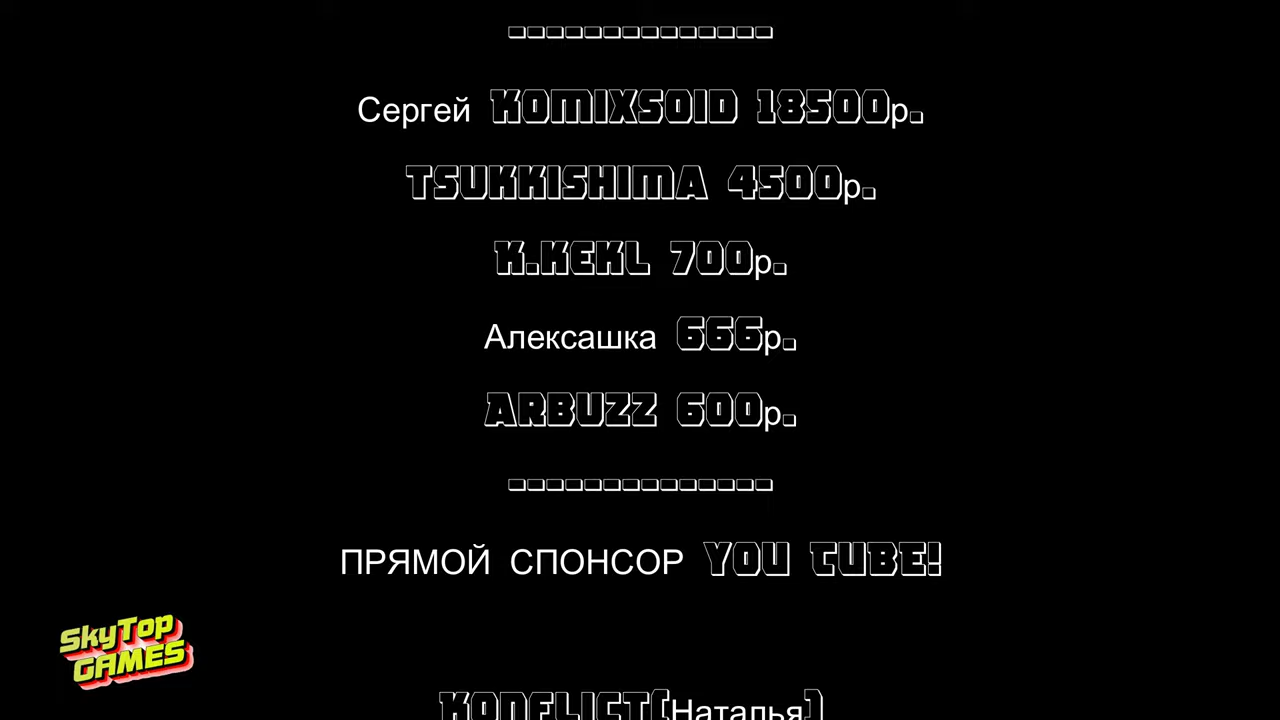 --------------
Сергей KOMIXSOID 18500р.
TSUKKISHIMA 4500р.
K.KEKL 700р.
Алексашка 666р.
ARBUZZ 600р.
--------------
ПРЯМОЙ СПОНСОР YOU TUBE!
SkyTop
GAMES
KONFLICT(Наталья)